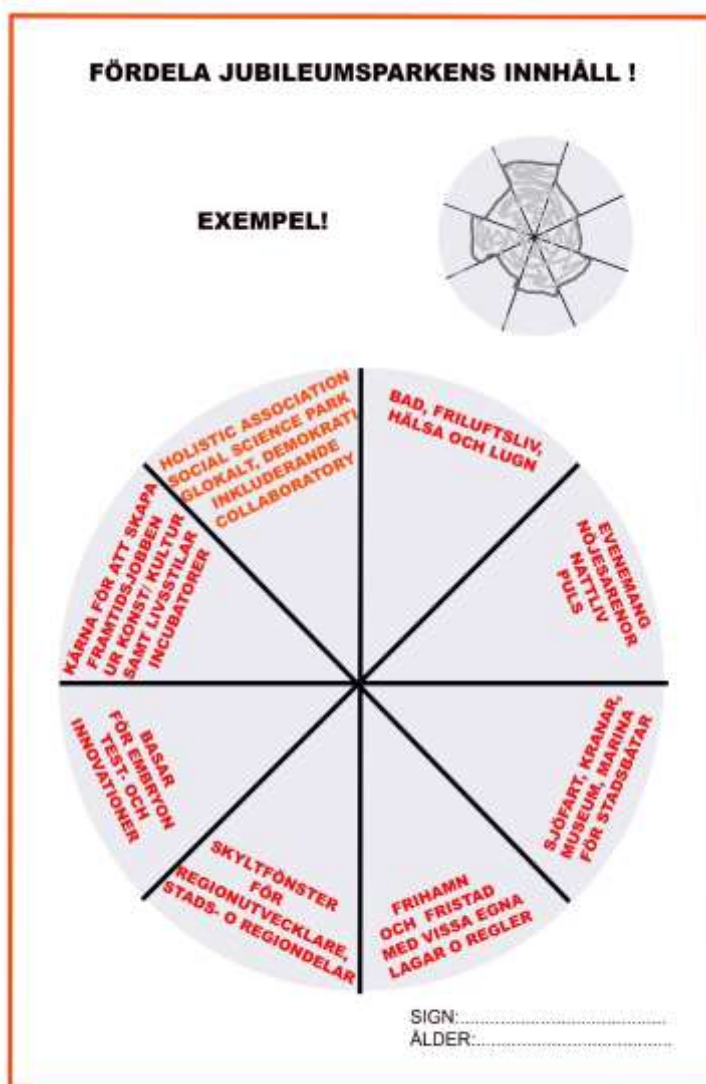 FÖRDELA JUBILEUMSPARKENS INNHÅLL !
EXEMPEL!
HOLISTIC ASSOCIATION
SOCIAL SCIENCE PARK
GLOKALT, DEMOKRATI
INKLUDERANDE
COLLABORATORY
BAD, FRILUFTSLIV,
HÄLSA OCH LUGN
EVENEMANG
NÖJESARENOR
NATTLIV
PULS
SJÖFART, KRANAR,
MUSEUM, MARINA
FÖR STADSBÅTAR
FRIHAMN
OCH FRISTAD
MED VISSA EGNA
LAGAR O REGLER
SKYLTFÖNSTER
FÖR
REGIONUTVECKLARE,
STADS- O REGIONDELAR
BASAR
FÖR EMBRYON
TEST- OCH
INNOVATIONER
KÄRNA FÖR ATT SKAPA
FRAMTIDSJOBBEN
UR KONST/ KULTUR
SAMT LIVSSTILAR
INCUBATORER
SIGN:..........................................
ÅLDER:.......................................